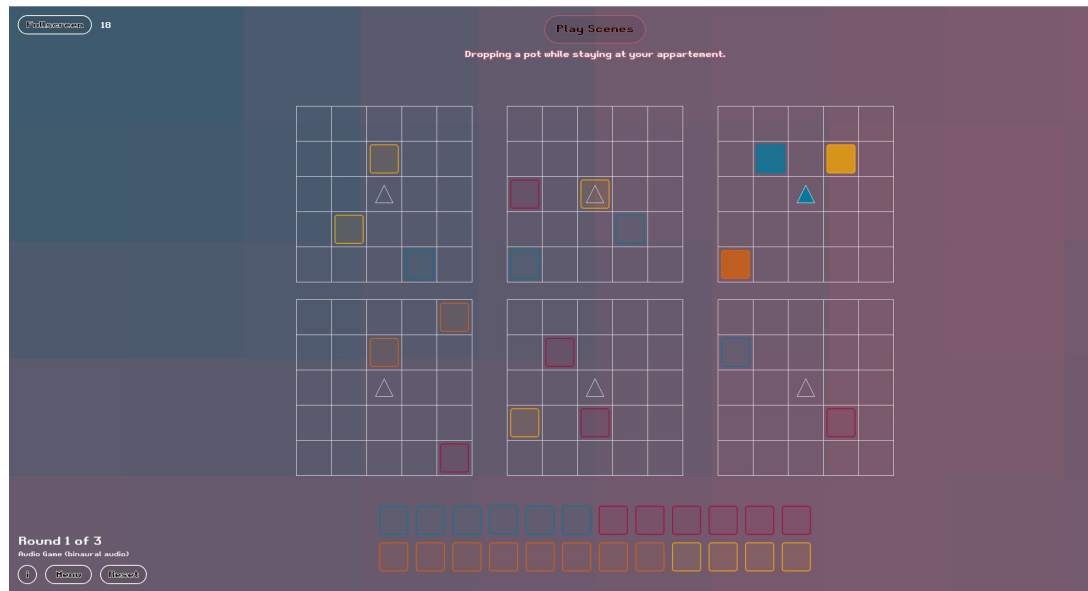 Fullscreen 18
Play Scenes
Dropping a pot while staying at your appartement.
Round 1 of 3
Audio Game (binaural audio)
i Menu Reset